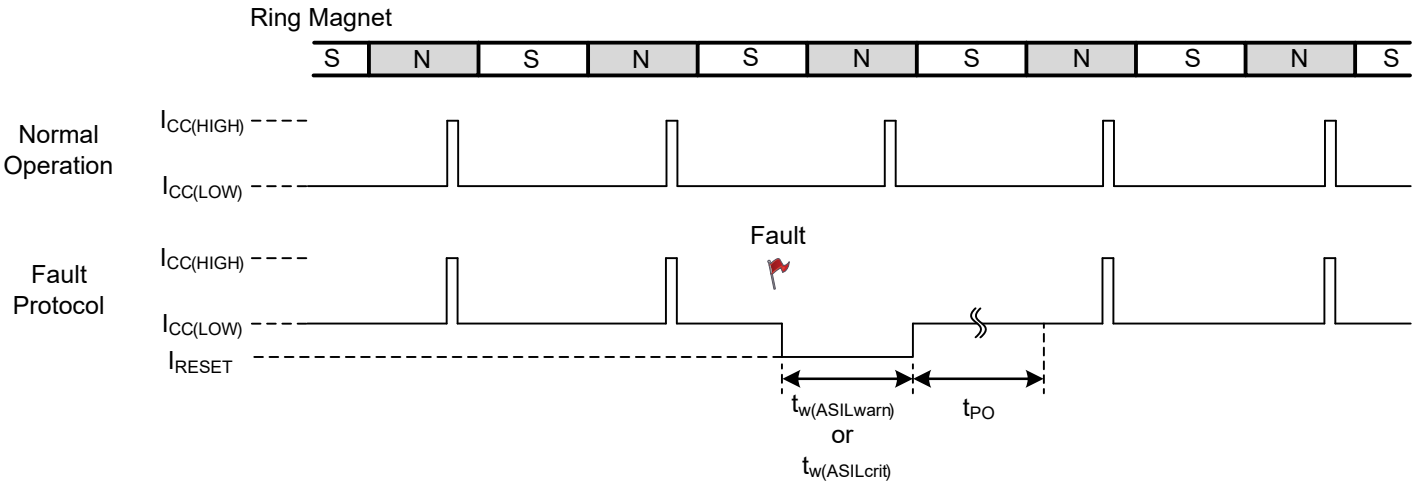 Ring Magnet
S N S N S N S N S N S
Normal
Operation
ICC(HIGH)
ICC(LOW)
Fault
Protocol
ICC(HIGH)
Fault
ICC(LOW)
IRESET
tw(ASILwarn)
or
tw(ASILcrit)
tPO